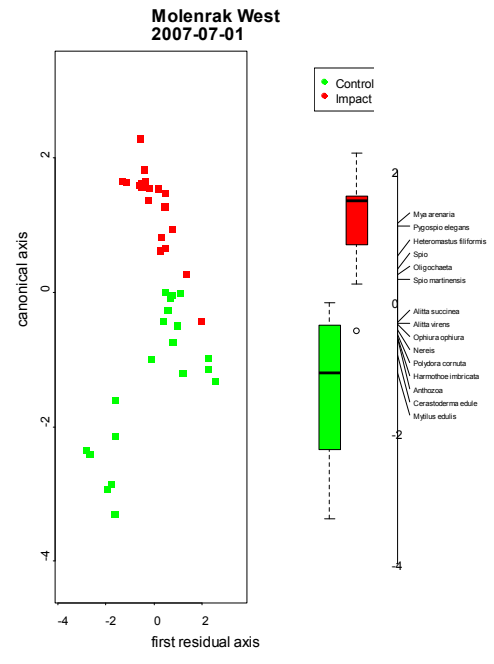 Molenrak West
2007-07-01
Control
Impact
canonical axis
2
0
-2
-4
-4
-2
0
2
first residual axis
2
0
-2
-4
Mya arenaria
Pygospio elegans
Heteromastus filiformis
Spio
Oligochaeta
Spio martinensis
Alitta succinea
Alitta virens
Ophiura ophiura
Nereis
Polydora cornuta
Harmothoe imbricata
Anthozoa
Cerastoderma edule
Mytilus edulis